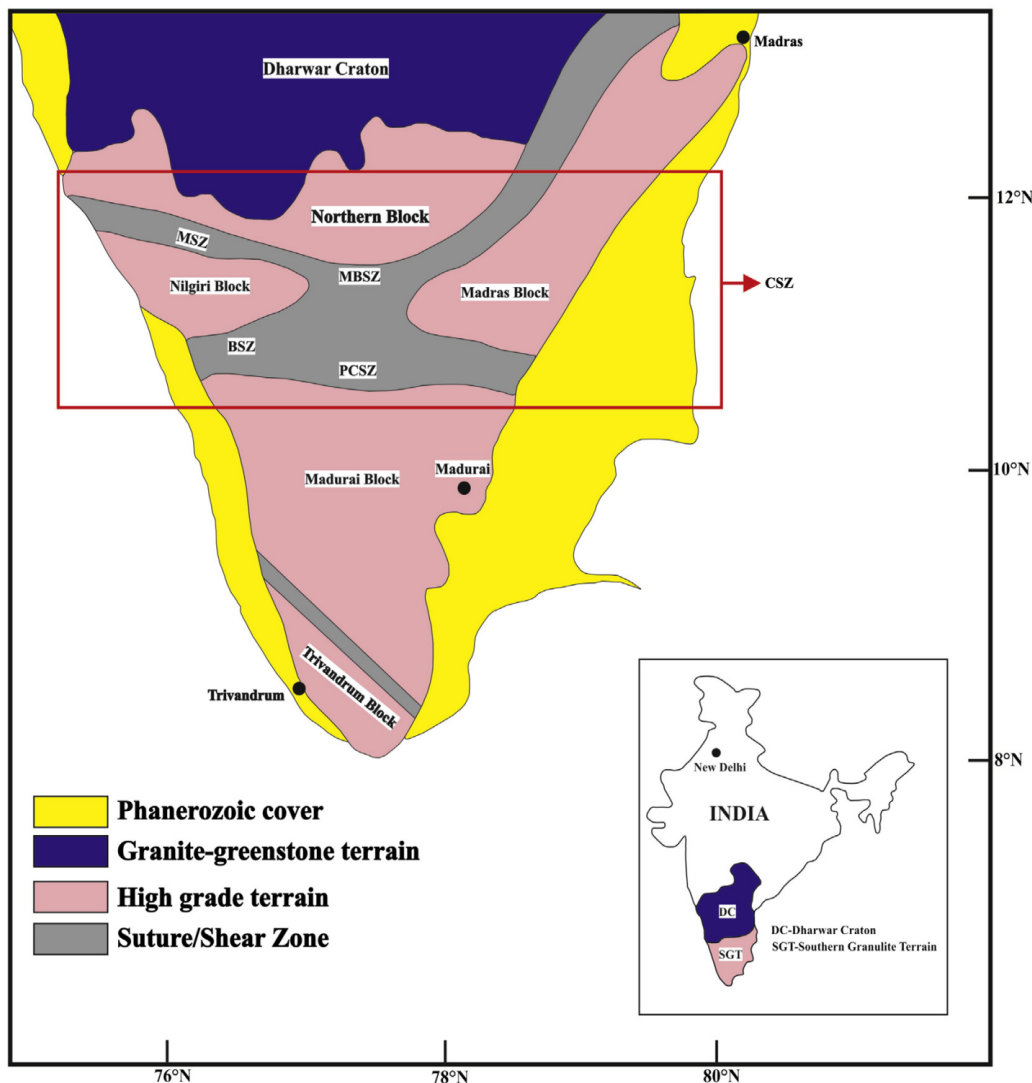 Madras
Dharwar Craton
12°N
Northern Block
MSZ
MBSZ
CSZ
Nilgiri Block
Madras Block
BSZ
PCSZ
Madurai
10°N
Madurai Block
Trivandrum Block
Trivandrum
8°N
New Delhi
INDIA
DC
DC-Dharwar Craton
SGT-Southern Granulite Terrain
SGT
Phanerozoic cover
Granite-greenstone terrain
High grade terrain
Suture/Shear Zone
76°N
78°N
80°N